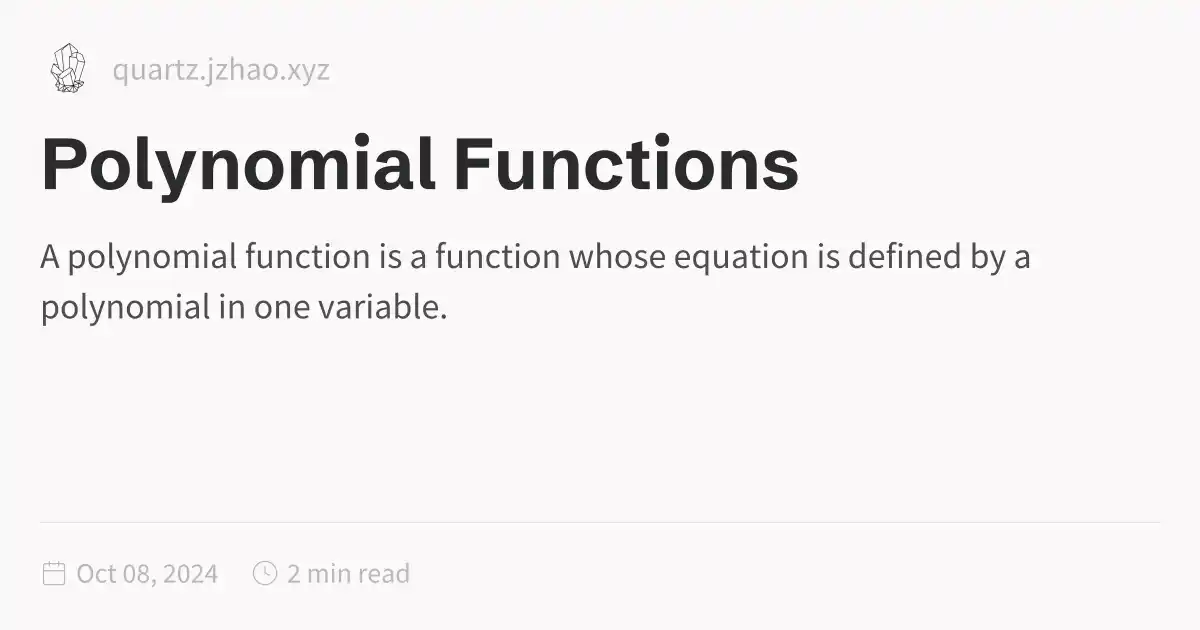 quartz.jzhao.xyz
Polynomial Functions
A polynomial function is a function whose equation is defined by a
polynomial in one variable.
Oct 08, 2024 2 min read